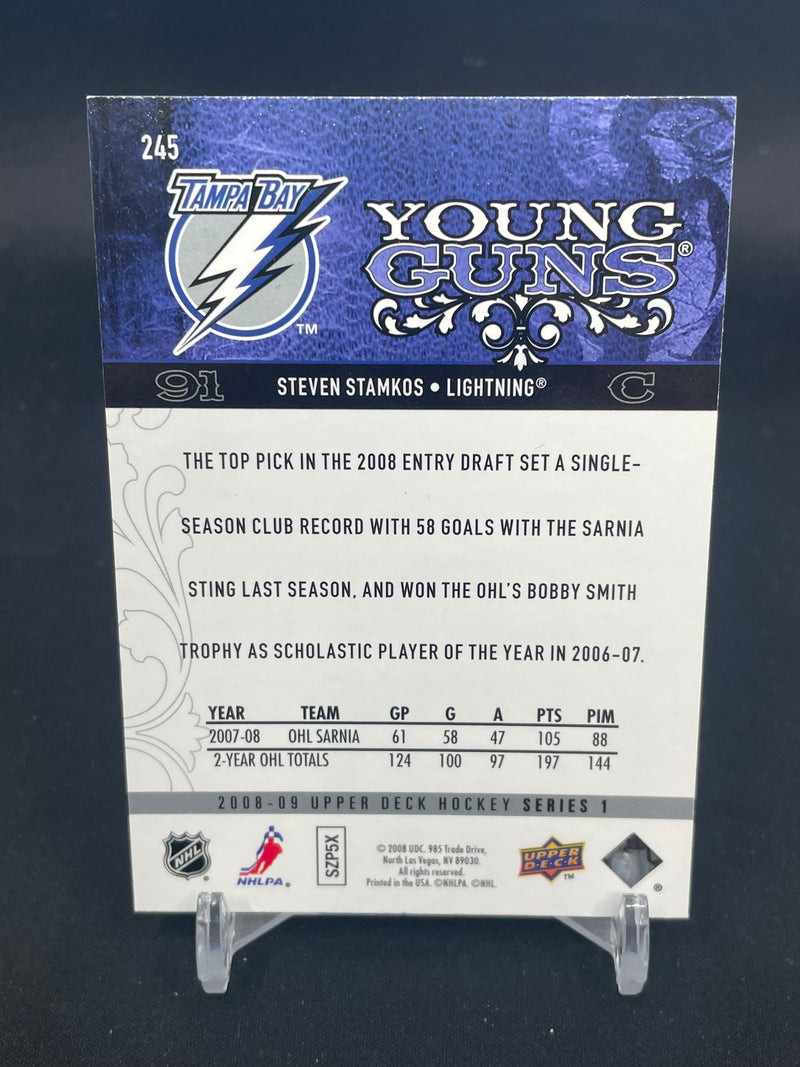 245
TAMPA BAY
TM
YOUNG
GUNS®
91 STEVEN STAMKOS • LIGHTNING® C
THE TOP PICK IN THE 2008 ENTRY DRAFT SET A SINGLE-
SEASON CLUB RECORD WITH 58 GOALS WITH THE SARNIA
STING LAST SEASON, AND WON THE OHL'S BOBBY SMITH
TROPHY AS SCHOLASTIC PLAYER OF THE YEAR IN 2006-07.
YEAR TEAM GP G A PTS PIM
2007-08 OHL SARNIA 61 58 47 105 88
2-YEAR OHL TOTALS 124 100 97 197 144
2008-09 UPPER DECK HOCKEY SERIES 1
NHL
NHLPA®
SZP5X
© 2008 UDC. 985 Trade Drive,
North Las Vegas, NV 89030.
All rights reserved.
Printed in the USA. ©NHLPA. ©NHL.
UPPER
DECK
TM
®